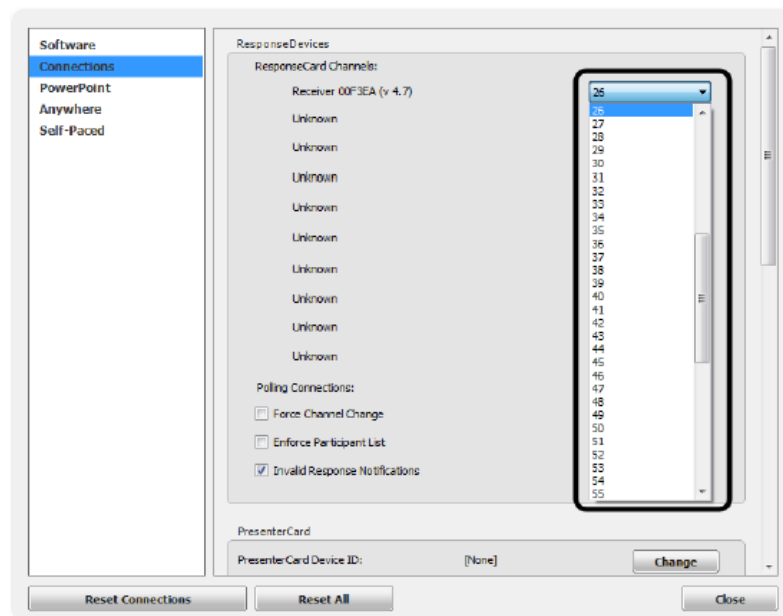 Software
Connections
PowerPoint
Anywhere
Self-Paced
ResponseDevices
ResponseCard Channels:
Receiver 00F3EA (v 4.7)
Unknown
Unknown
Unknown
Unknown
Unknown
Unknown
Unknown
Unknown
Unknown
26
26
27
28
29
30
31
32
33
34
35
36
37
38
39
40
41
42
43
44
45
46
47
48
49
50
51
52
53
54
55
Polling Connections:
Force Channel Change
Enforce Participant List
Invalid Response Notifications
PresenterCard
PresenterCard Device ID: [None] Change
Reset Connections Reset All Close